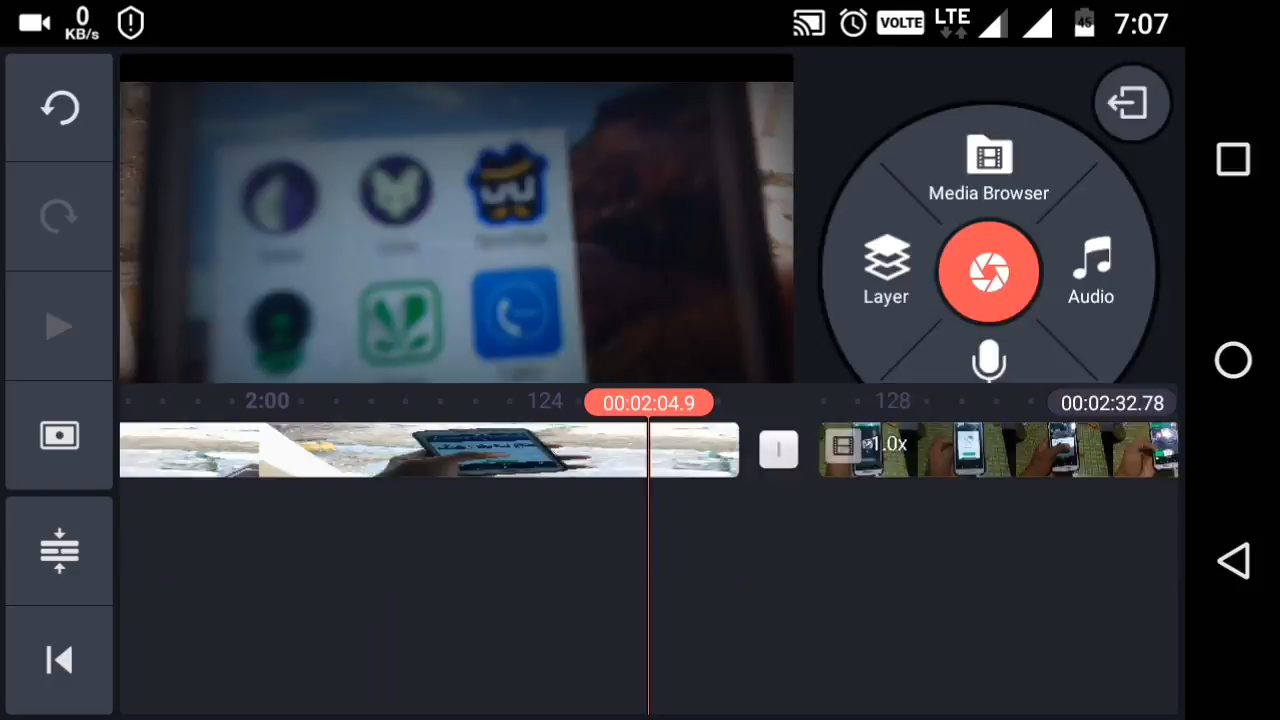 0
KB/s
VOLTE
LTE
45
7:07
Media Browser
Layer
Audio
2:00
124
00:02:04.9
128
00:02:32.78
1.0x